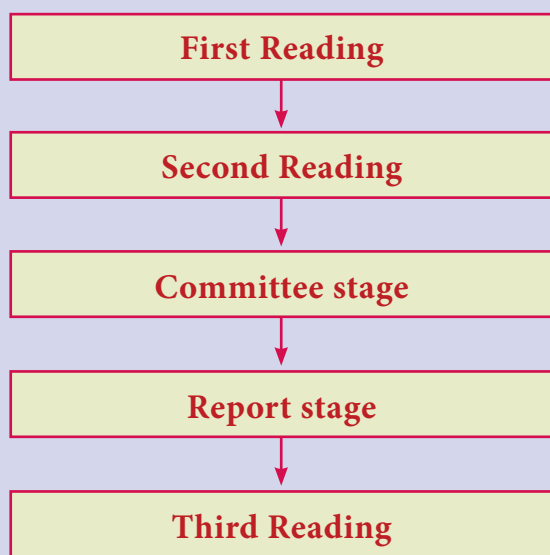 First Reading
Second Reading
Committee stage
Report stage
Third Reading